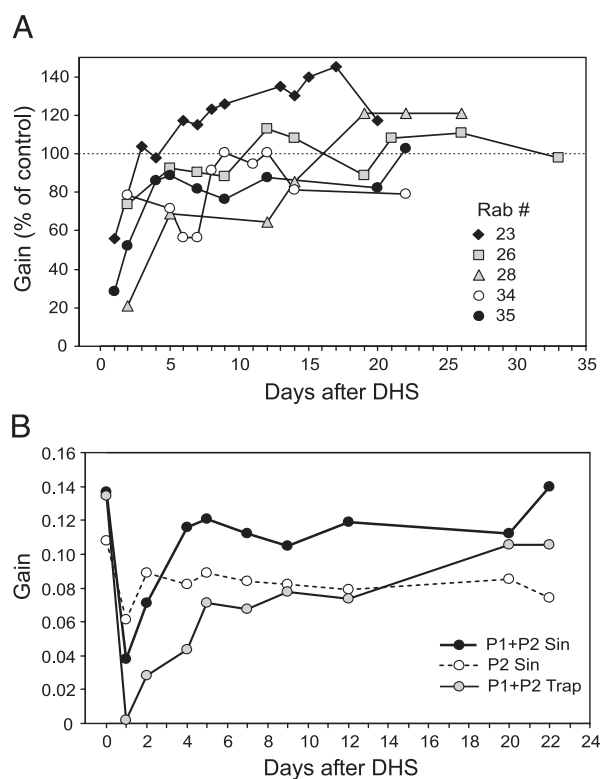 A
Gain (% of control)
140
120
100
80
60
40
20
0
0 5 10 15 20 25 30 35
Days after DHS
Rab #
23
26
28
34
35
B
Gain
0.16
0.14
0.12
0.10
0.08
0.06
0.04
0.02
0
0 2 4 6 8 10 12 14 16 18 20 22 24
Days after DHS
P1+P2 Sin
P2 Sin
P1+P2 Trap